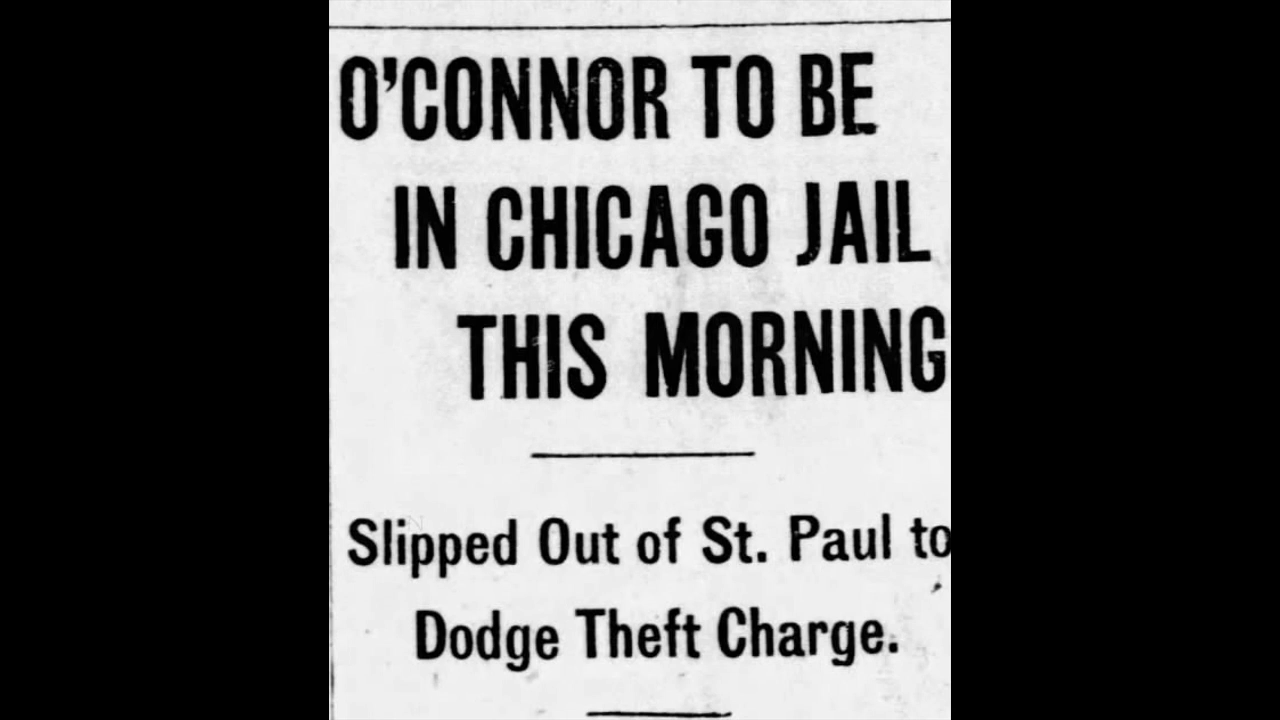 O'CONNOR TO BE
IN CHICAGO JAIL
THIS MORNING
Slipped Out of St. Paul to
Dodge Theft Charge.